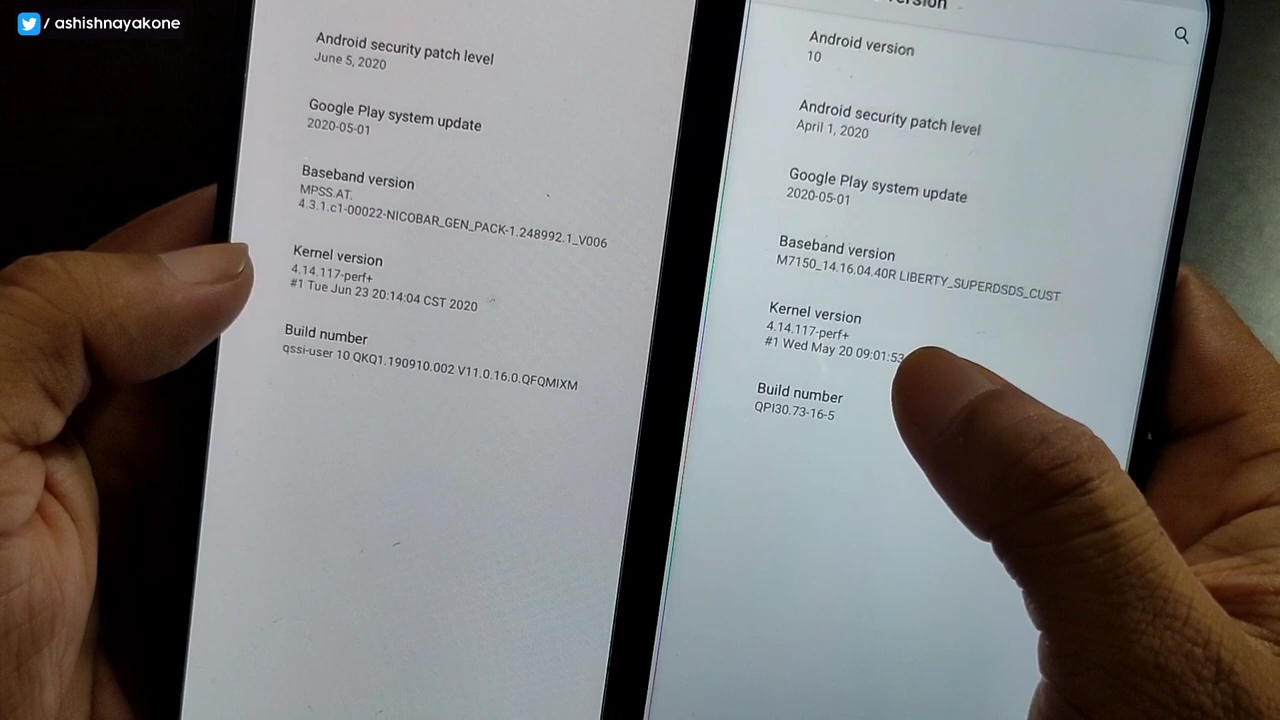 / ashishnayakone
Android security patch level
June 5, 2020
Google Play system update
2020-05-01
Baseband version
MPSS.AT.
4.3.1.c1-00022-NICOBAR_GEN_PACK-1.248992.1_V006
Kernel version
4.14.117-perf+
#1 Tue Jun 23 20:14:04 CST 2020
Build number
qssi-user 10 QKQ1.190910.002 V11.0.16.0.QFQMIXM
Android version
10
Android security patch level
April 1, 2020
Google Play system update
2020-05-01
Baseband version
M7150_14.16.04.40R LIBERTY_SUPERDSDS_CUST
Kernel version
4.14.117-perf+
#1 Wed May 20 09:01:53
Build number
QPI30.73-16-5